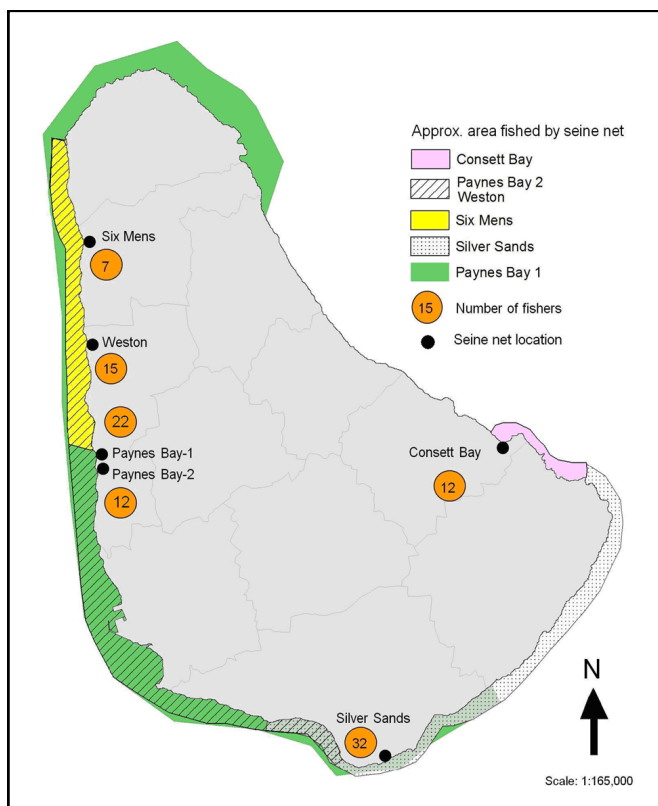 Approx. area fished by seine net
Consett Bay
Paynes Bay 2
Weston
Six Mens
Silver Sands
Paynes Bay 1
15
Number of fishers
Seine net location
Six Mens
7
Weston
15
22
Paynes Bay-1
Paynes Bay-2
12
Consett Bay
12
Silver Sands
32
N
Scale: 1:165,000